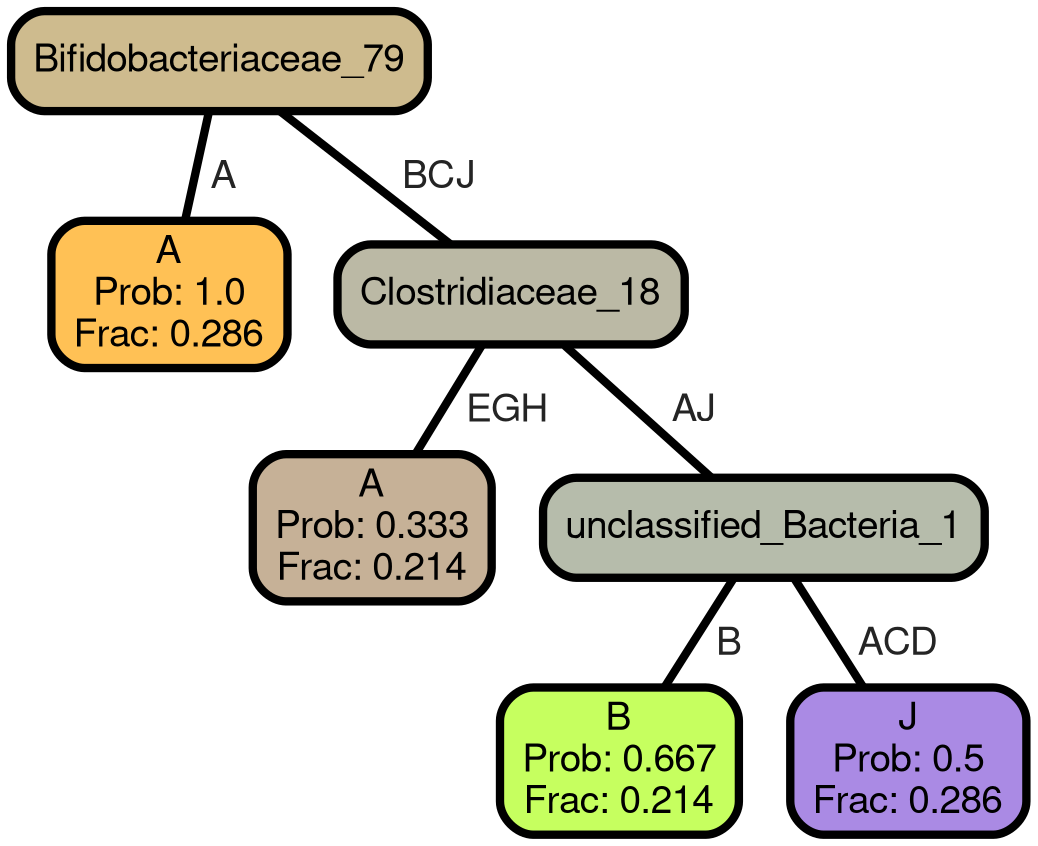 Bifidobacteriaceae_79
A
BCJ
A
Prob: 1.0
Frac: 0.286
Clostridiaceae_18
EGH
AJ
A
Prob: 0.333
Frac: 0.214
unclassified_Bacteria_1
B
ACD
B
Prob: 0.667
Frac: 0.214
J
Prob: 0.5
Frac: 0.286